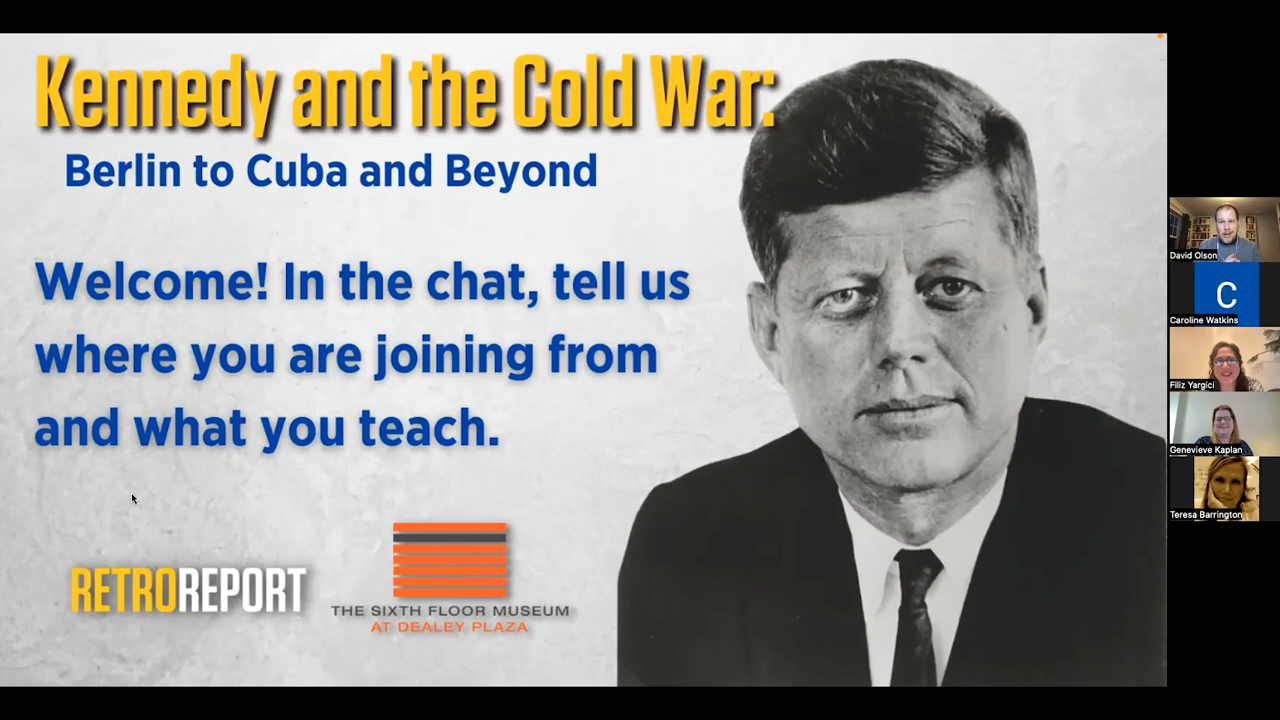 Kennedy and the Cold War:
Berlin to Cuba and Beyond
Welcome! In the chat, tell us
where you are joining from
and what you teach.
RETROREPORT
THE SIXTH FLOOR MUSEUM
AT DEALEY PLAZA
David Olson
C
Caroline Watkins
Filiz Yargici
Genevieve Kaplan
Teresa Barrington